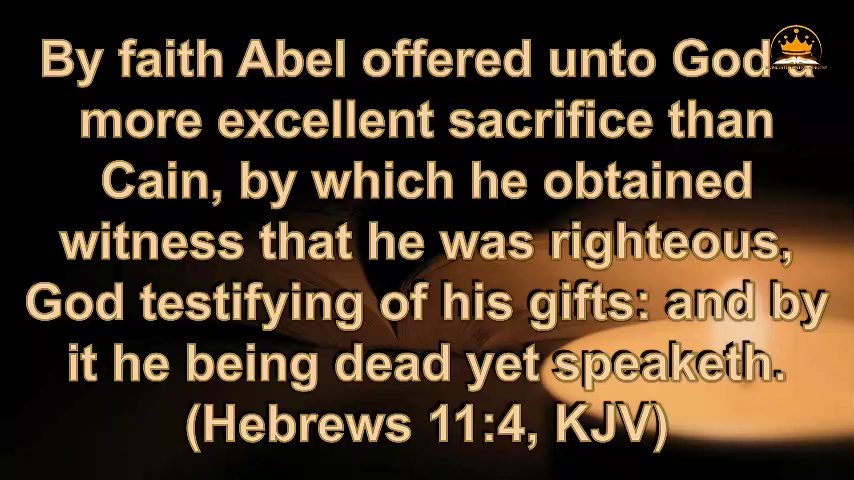 By faith Abel offered unto God a
more excellent sacrifice than
Cain, by which he obtained
witness that he was righteous,
God testifying of his gifts: and by
it he being dead yet speaketh.
(Hebrews 11:4, KJV)